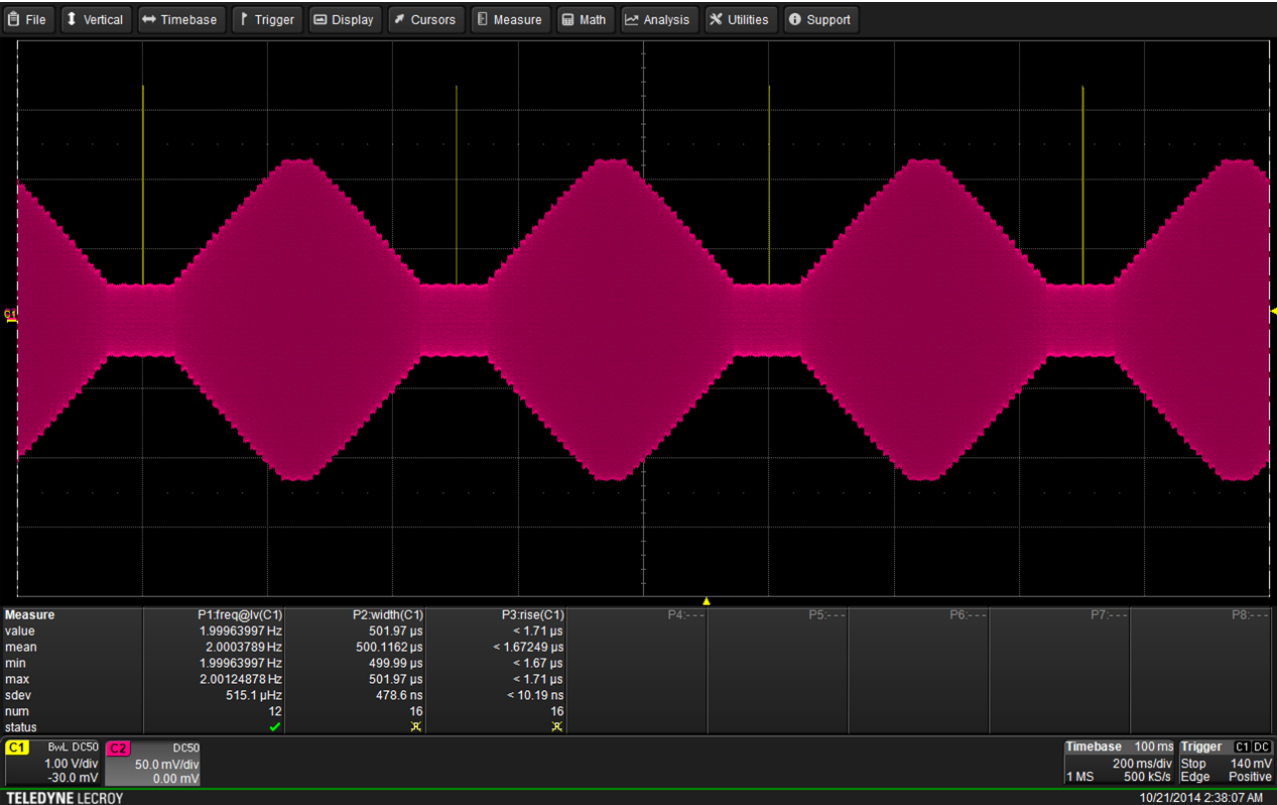 File Vertical Timebase Trigger Display Cursors Measure Math Analysis Utilities Support
C1
Measure P1:freq@lv(C1) P2:width(C1) P3:rise(C1) P4:- - - P5:- - - P6:- - - P7:- - - P8:- - -
value 1.99963997 Hz 501.97 µs < 1.71 µs
mean 2.0003789 Hz 500.1162 µs < 1.67249 µs
min 1.99963997 Hz 499.99 µs < 1.67 µs
max 2.00124878 Hz 501.97 µs < 1.71 µs
sdev 515.1 µHz 478.6 ns < 10.19 ns
num 12 16 16
status
C1 BwL DC50 C2 DC50 Timebase 100 ms Trigger C1 DC
1.00 V/div 50.0 mV/div 200 ms/div Stop 140 mV
-30.0 mV 0.00 mV 1 MS 500 kS/s Edge Positive
TELEDYNE LECROY 10/21/2014 2:38:07 AM